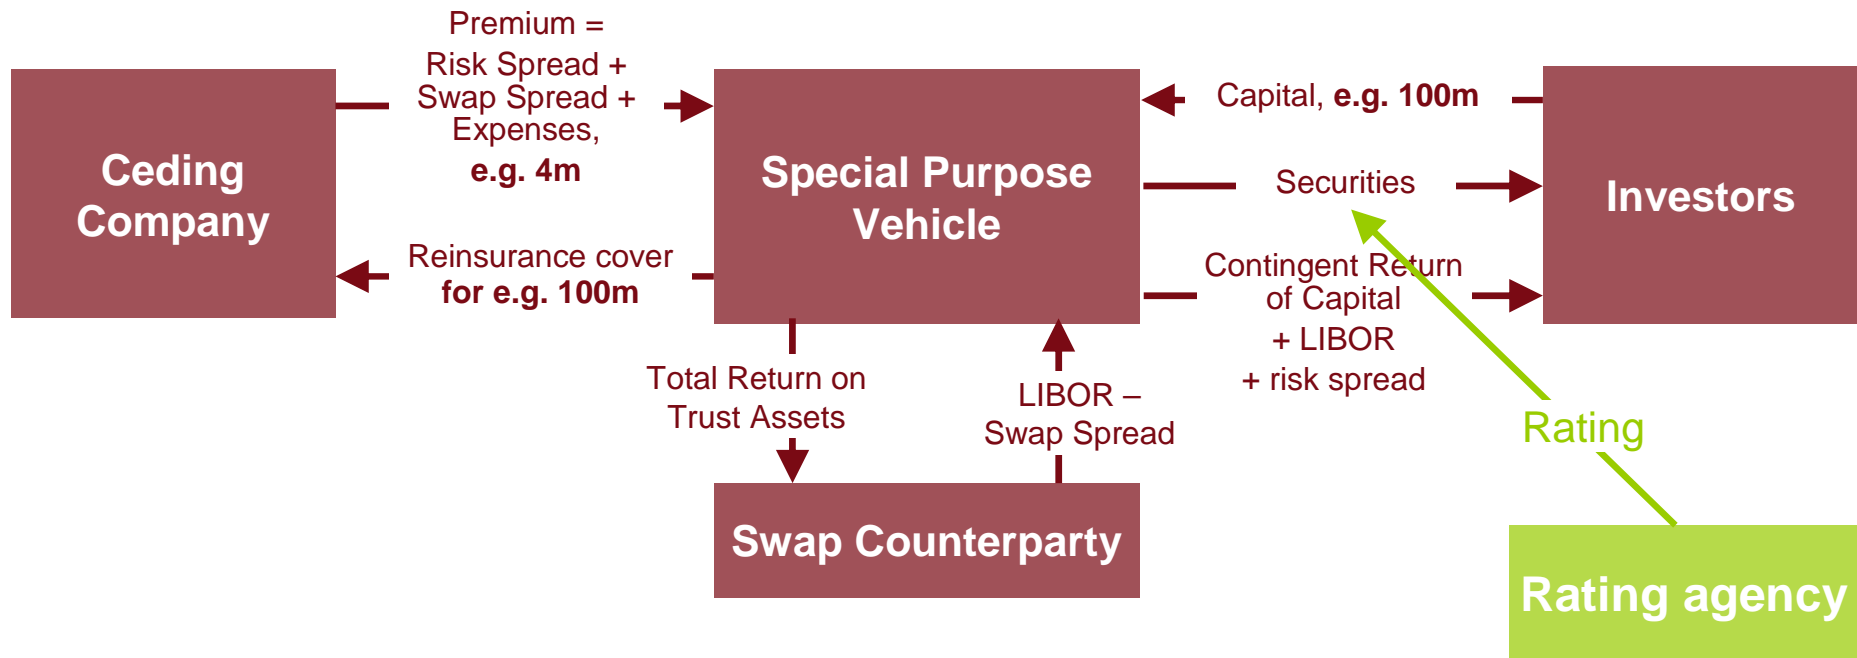 Premium =
Risk Spread +
Swap Spread +
Expenses,
e.g. 4m
Ceding
Company
Reinsurance cover
for e.g. 100m
Special Purpose
Vehicle
Capital, e.g. 100m
Securities
Contingent Return
of Capital
+ LIBOR
+ risk spread
Investors
Total Return on
Trust Assets
LIBOR –
Swap Spread
Swap Counterparty
Rating
Rating agency